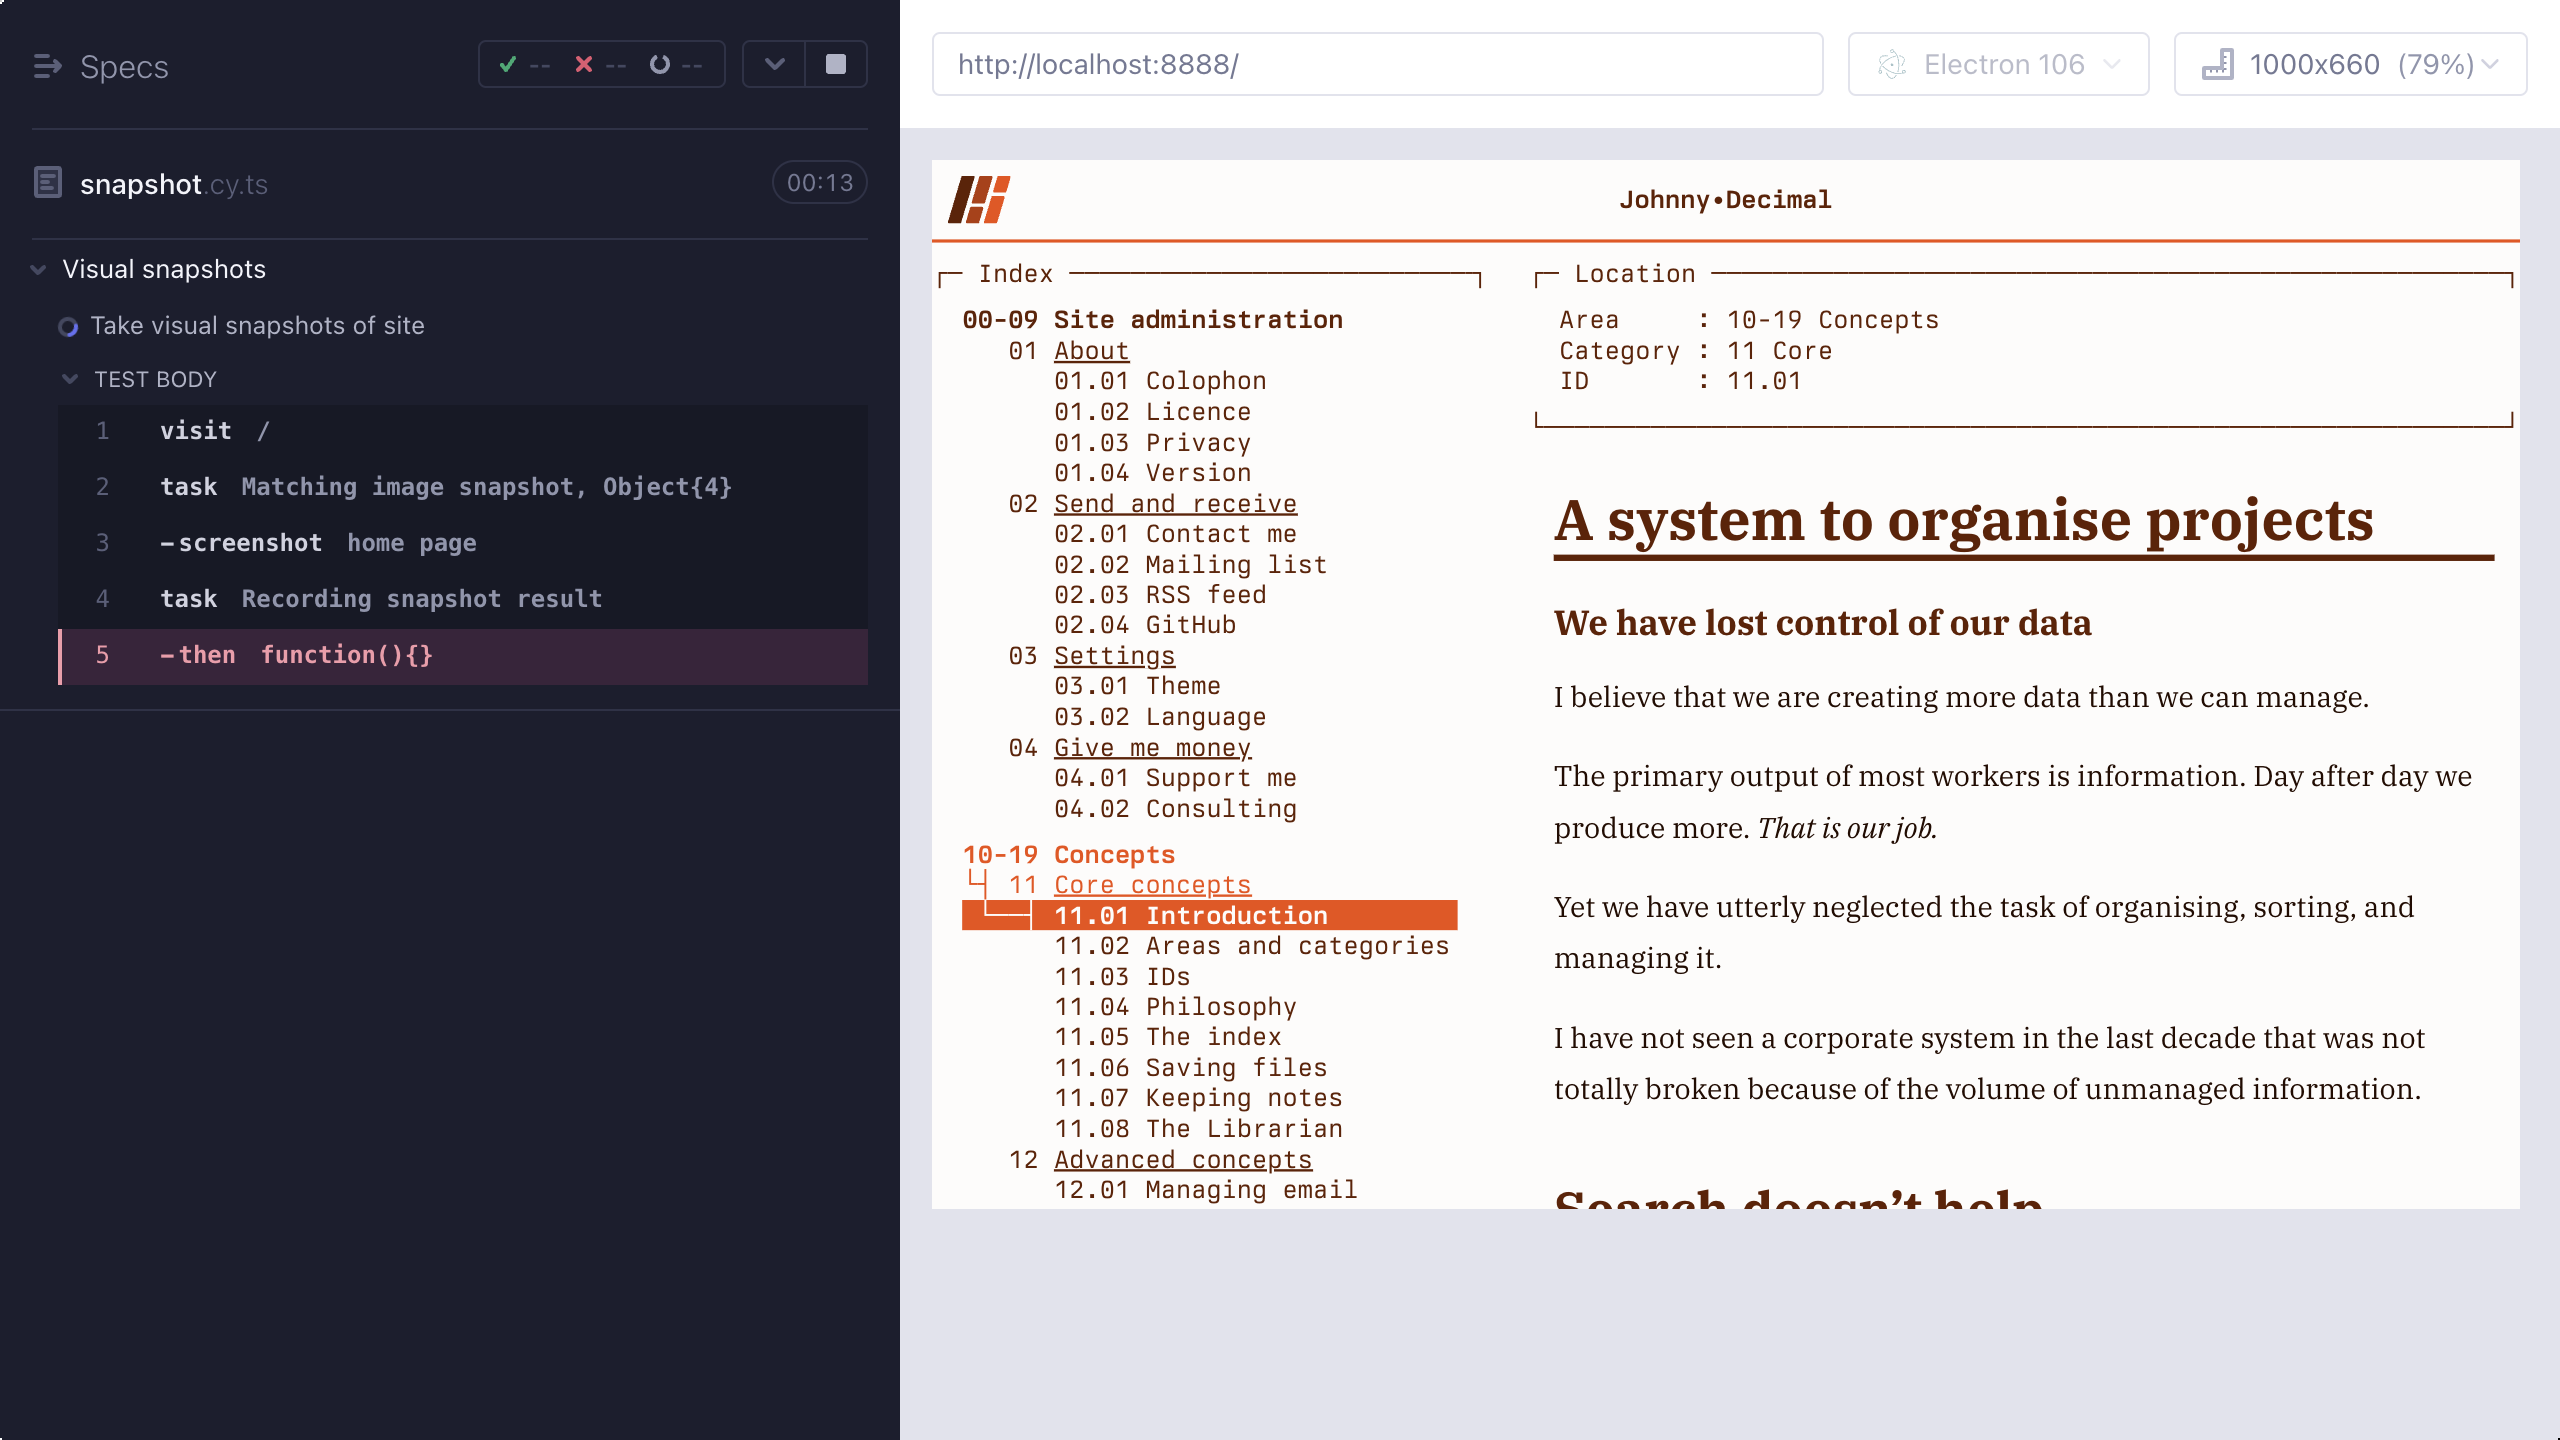 Specs
-- -- --
snapshot.cy.ts
00:13
Visual snapshots
Take visual snapshots of site
TEST BODY
1 visit /
2 task Matching image snapshot, Object{4}
3 -screenshot home page
4 task Recording snapshot result
5 -then function(){}
http://localhost:8888/
Electron 106
1000x660 (79%)
Johnny•Decimal
Index
00-09 Site administration
01 About
01.01 Colophon
01.02 Licence
01.03 Privacy
01.04 Version
02 Send and receive
02.01 Contact me
02.02 Mailing list
02.03 RSS feed
02.04 GitHub
03 Settings
03.01 Theme
03.02 Language
04 Give me money
04.01 Support me
04.02 Consulting
10-19 Concepts
11 Core concepts
11.01 Introduction
11.02 Areas and categories
11.03 IDs
11.04 Philosophy
11.05 The index
11.06 Saving files
11.07 Keeping notes
11.08 The Librarian
12 Advanced concepts
12.01 Managing email
Location
Area : 10-19 Concepts
Category : 11 Core
ID : 11.01
A system to organise projects
We have lost control of our data
I believe that we are creating more data than we can manage.
The primary output of most workers is information. Day after day we
produce more. That is our job.
Yet we have utterly neglected the task of organising, sorting, and
managing it.
I have not seen a corporate system in the last decade that was not
totally broken because of the volume of unmanaged information.
Search doesn’t help